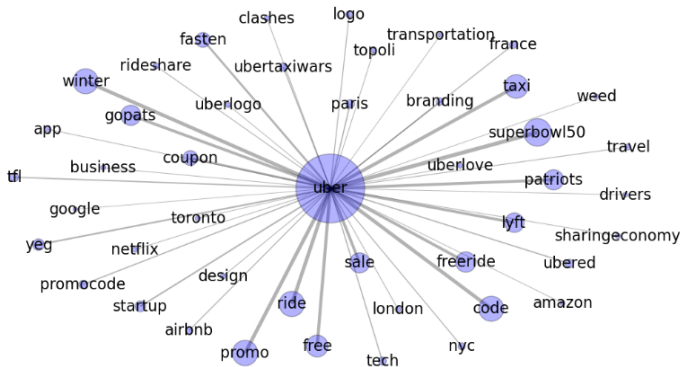 clashes
logo
fasten
transportation
france
topoli
rideshare
ubertaxiwars
winter
taxi
weed
uberlogo
paris
branding
gopats
app
superbowl50
travel
coupon
business
uberlove
tfl
uber
patriots
drivers
google
toronto
lyft
sharingeconomy
yeg
netflix
sale
freeride
ubered
promocode
design
startup
ride
london
code
amazon
airbnb
promo
free
tech
nyc